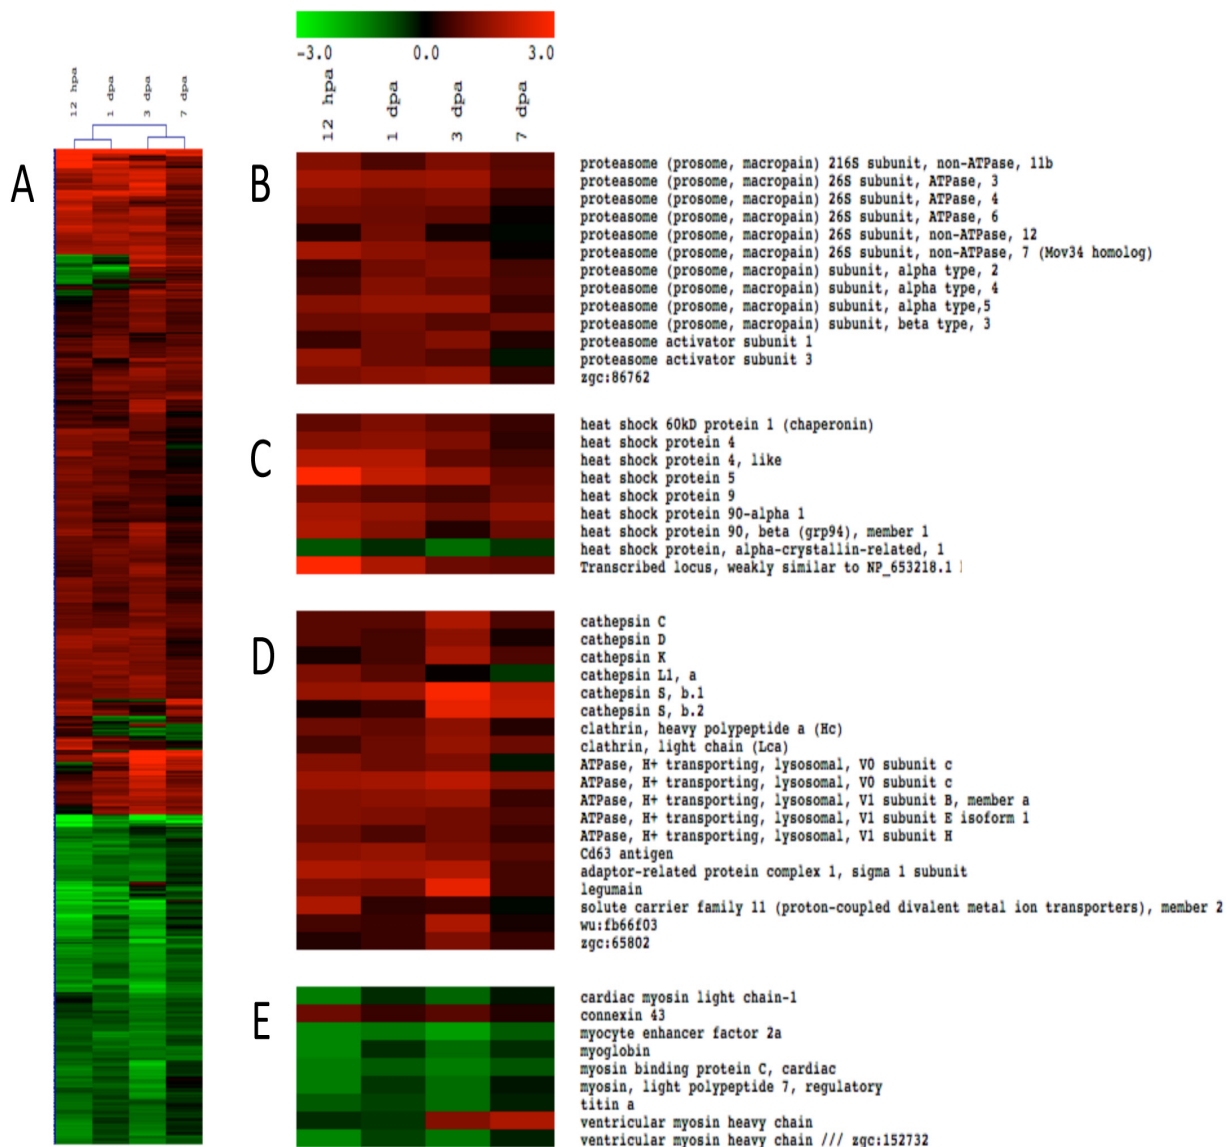 -3.0 0.0 3.0
12 hpa 1 dpa 3 dpa 7 dpa
12 hpa 1 dpa 3 dpa 7 dpa
A
B
proteasome (prosome, macropain) 216S subunit, non-ATPase, 11b
proteasome (prosome, macropain) 26S subunit, ATPase, 3
proteasome (prosome, macropain) 26S subunit, ATPase, 4
proteasome (prosome, macropain) 26S subunit, ATPase, 6
proteasome (prosome, macropain) 26S subunit, non-ATPase, 12
proteasome (prosome, macropain) 26S subunit, non-ATPase, 7 (Mov34 homolog)
proteasome (prosome, macropain) subunit, alpha type, 2
proteasome (prosome, macropain) subunit, alpha type, 4
proteasome (prosome, macropain) subunit, alpha type,5
proteasome (prosome, macropain) subunit, beta type, 3
proteasome activator subunit 1
proteasome activator subunit 3
zgc:86762
C
heat shock 60kD protein 1 (chaperonin)
heat shock protein 4
heat shock protein 4, like
heat shock protein 5
heat shock protein 9
heat shock protein 90-alpha 1
heat shock protein 90, beta (grp94), member 1
heat shock protein, alpha-crystallin-related, 1
Transcribed locus, weakly similar to NP_653218.1
D
cathepsin C
cathepsin D
cathepsin K
cathepsin L1, a
cathepsin S, b.1
cathepsin S, b.2
clathrin, heavy polypeptide a (Hc)
clathrin, light chain (Lca)
ATPase, H+ transporting, lysosomal, V0 subunit c
ATPase, H+ transporting, lysosomal, V0 subunit c
ATPase, H+ transporting, lysosomal, V1 subunit B, member a
ATPase, H+ transporting, lysosomal, V1 subunit E isoform 1
ATPase, H+ transporting, lysosomal, V1 subunit H
Cd63 antigen
adaptor-related protein complex 1, sigma 1 subunit
legumain
solute carrier family 11 (proton-coupled divalent metal ion transporters), member 2
wu:fb66f03
zgc:65802
E
cardiac myosin light chain-1
connexin 43
myocyte enhancer factor 2a
myoglobin
myosin binding protein C, cardiac
myosin, light polypeptide 7, regulatory
titin a
ventricular myosin heavy chain
ventricular myosin heavy chain /// zgc:152732